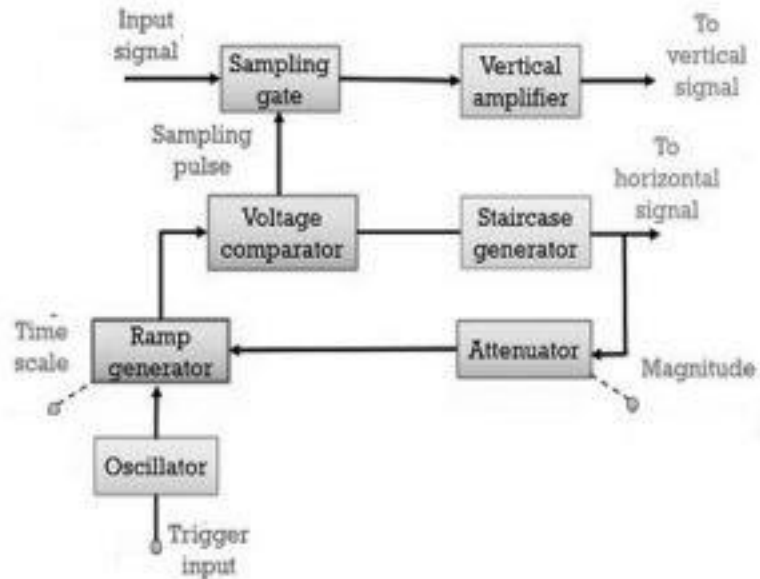 Input
signal
Sampling
gate
Vertical
amplifier
To
vertical
signal
Sampling
pulse
To
horizontal
signal
Voltage
comparator
Staircase
generator
Time
scale
Ramp
generator
Attenuator
Magnitude
Oscillator
Trigger
input